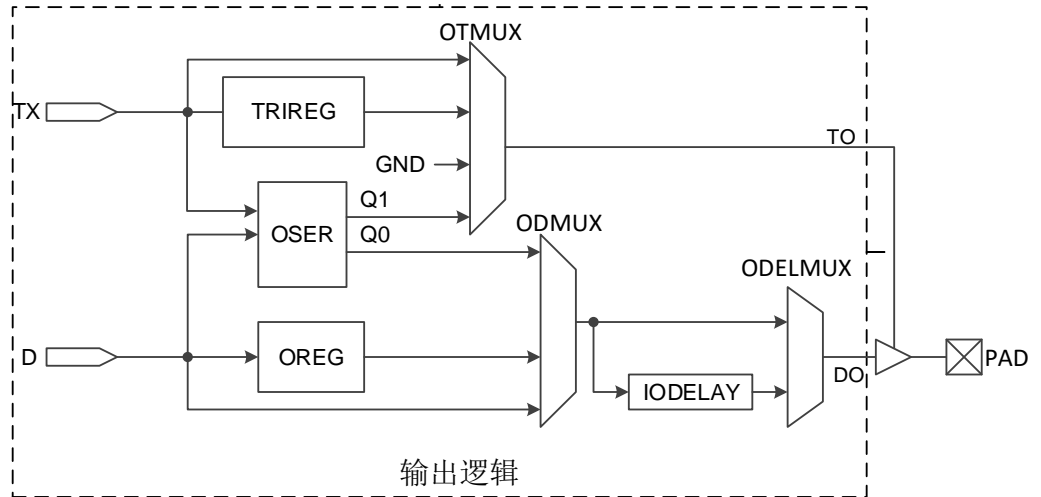 OTMUX
TX
TRIREG
TO
GND
Q1
OSER
Q0
ODMUX
ODELMUX
D
OREG
DO
PAD
IODELAY
输出逻辑